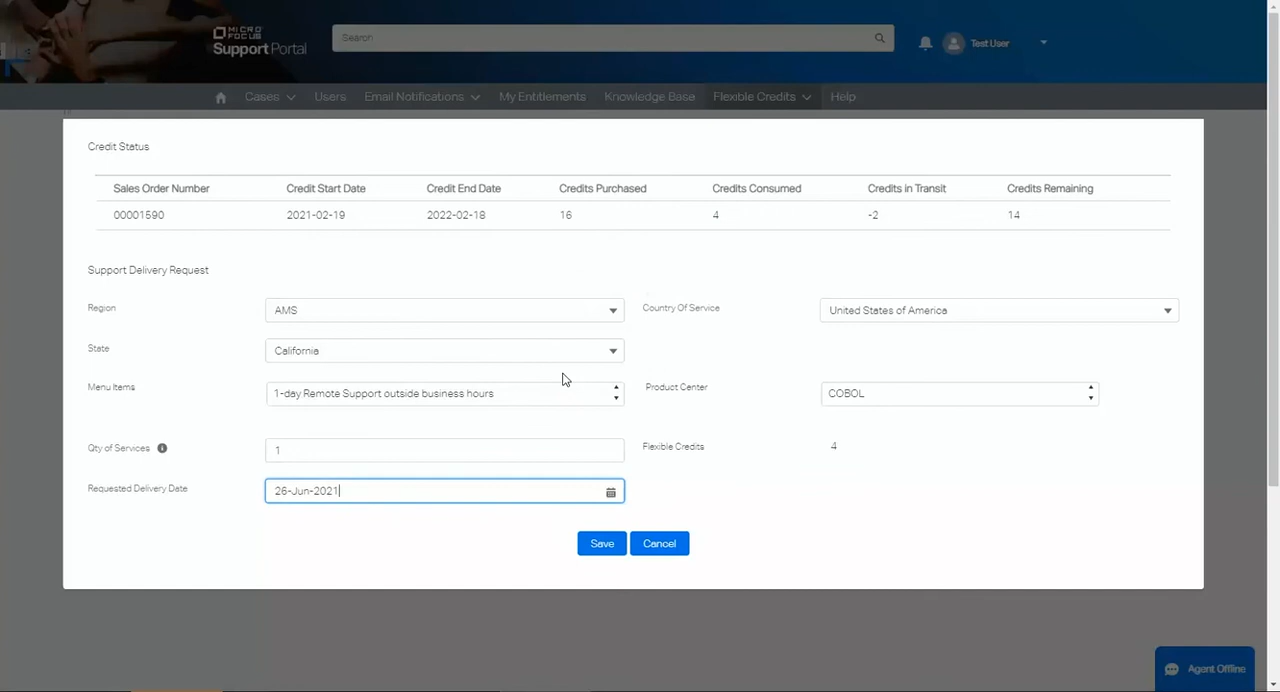 MICRO
FOCUS
Support Portal
Search
Test User
Cases
Users
Email Notifications
My Entitlements
Knowledge Base
Flexible Credits
Help
Credit Status
Sales Order Number Credit Start Date Credit End Date Credits Purchased Credits Consumed Credits in Transit Credits Remaining
00001590 2021-02-19 2022-02-18 16 4 -2 14
Support Delivery Request
Region AMS Country Of Service United States of America
State California
Menu Items 1-day Remote Support outside business hours Product Center COBOL
Qty of Services 1 Flexible Credits 4
Requested Delivery Date 26-Jun-2021
Save Cancel
Agent Offline